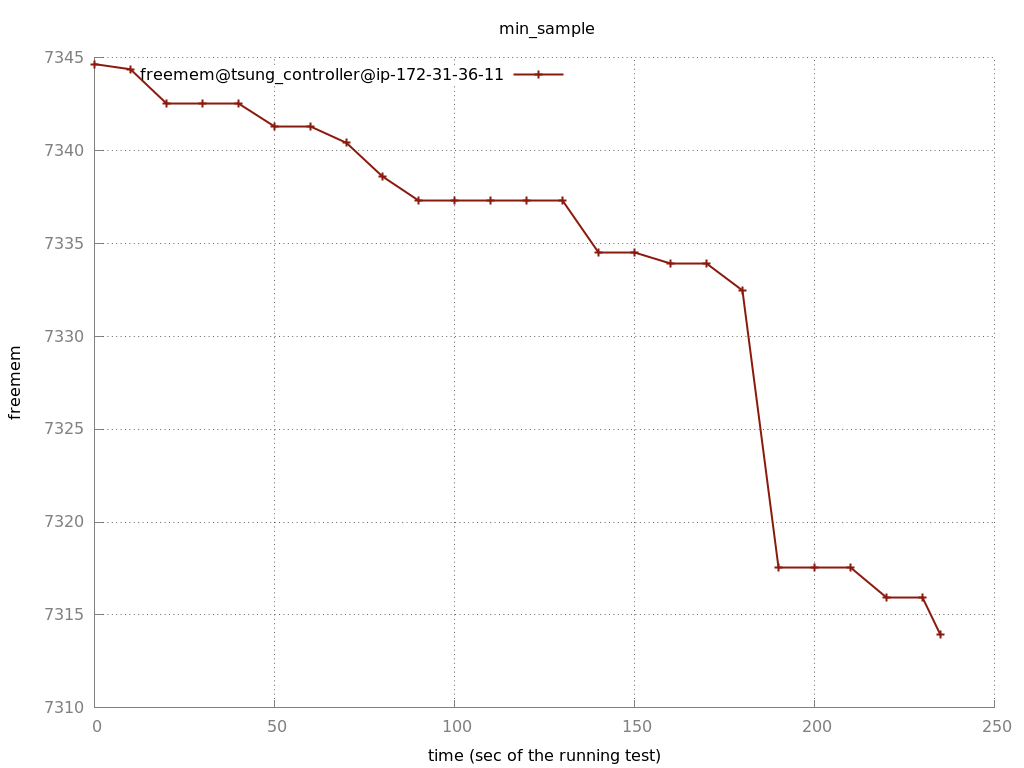 min_sample
7345
freemem@tsung_controller@ip-172-31-36-11
7340
7335
7330
freemem
7325
7320
7315
7310
0 50 100 150 200 250
time (sec of the running test)